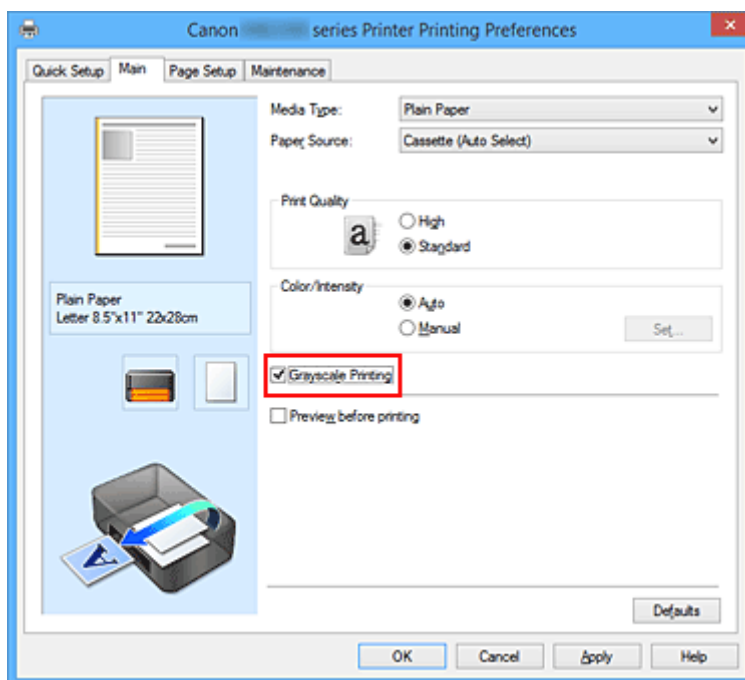 Canon series Printer Printing Preferences
Quick Setup Main Page Setup Maintenance
Media Type: Plain Paper
Paper Source: Cassette (Auto Select)
Print Quality
a
High
Standard
Color/Intensity
Auto
Manual
Set...
Plain Paper
Letter 8.5"x11" 22x28cm
Grayscale Printing
Preview before printing
A
Defaults
OK Cancel Apply Help